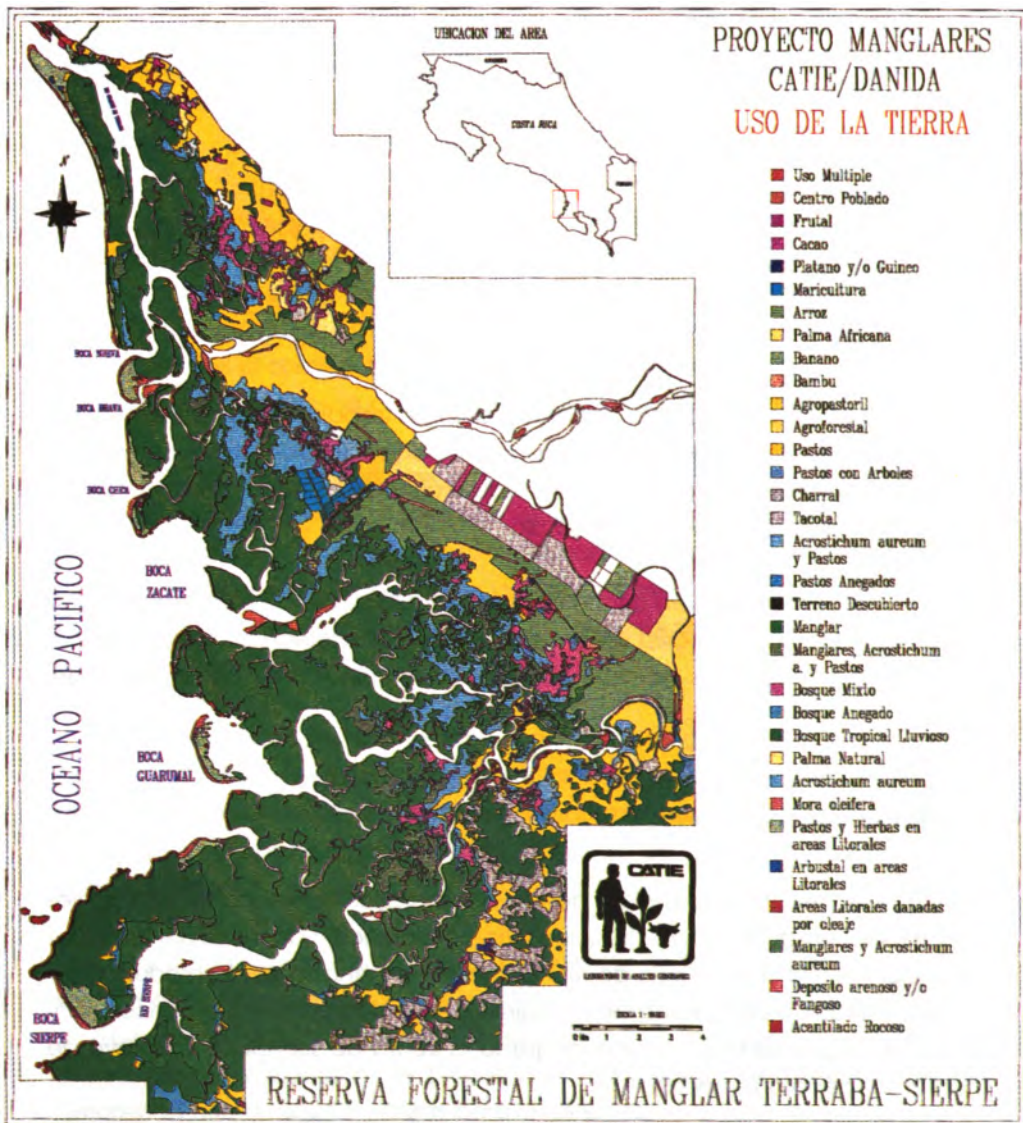 UBICACION DEL AREA
COSTA RICA
PROYECTO MANGLARES
CATIE/DANIDA
USO DE LA TIERRA
Uso Multiple
Centro Poblado
Frutal
Cacao
Platano y/o Guineo
Maricultura
Arroz
Palma Africana
Banano
Bambu
Agropastoril
Agroforestal
Pastos
Pastos con Arboles
Charral
Tacotal
Acrostichum aureum
y Pastos
Pastos Anegados
Terreno Descubierto
Manglar
Manglares, Acrostichum
a. y Pastos
Bosque Mixto
Bosque Anegado
Bosque Tropical Lluvioso
Palma Natural
Acrostichum aureum
Mora oleifera
Pastos y Hierbas en
areas Litorales
Arbustal en areas
Litorales
Areas Litorales danadas
por oleaje
Manglares y Acrostichum
aureum
Deposito arenoso y/o
Fangoso
Acantilado Rocoso
N
BOCA NUEVA
BOCA BRAVA
BOCA CHICA
BOCA
ZACATE
OCEANO PACIFICO
BOCA
GUARUMAL
BOCA
SIERPE
RIO SIERPE
CATIE
RESERVA FORESTAL DE MANGLAR TERRABA-SIERPE